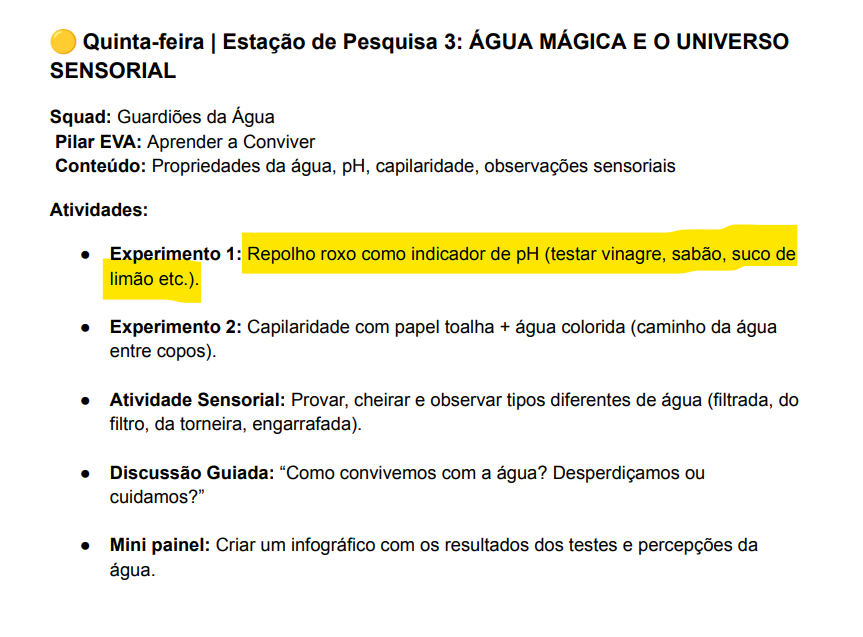 🟡 Quinta-feira | Estação de Pesquisa 3: ÁGUA MÁGICA E O UNIVERSO
SENSORIAL
Squad: Guardiões da Água
Pilar EVA: Aprender a Conviver
Conteúdo: Propriedades da água, pH, capilaridade, observações sensoriais
Atividades:
● Experimento 1: Repolho roxo como indicador de pH (testar vinagre, sabão, suco de
limão etc.).
● Experimento 2: Capilaridade com papel toalha + água colorida (caminho da água
entre copos).
● Atividade Sensorial: Provar, cheirar e observar tipos diferentes de água (filtrada, do
filtro, da torneira, engarrafada).
● Discussão Guiada: “Como convivemos com a água? Desperdiçamos ou
cuidamos?”
● Mini painel: Criar um infográfico com os resultados dos testes e percepções da
água.